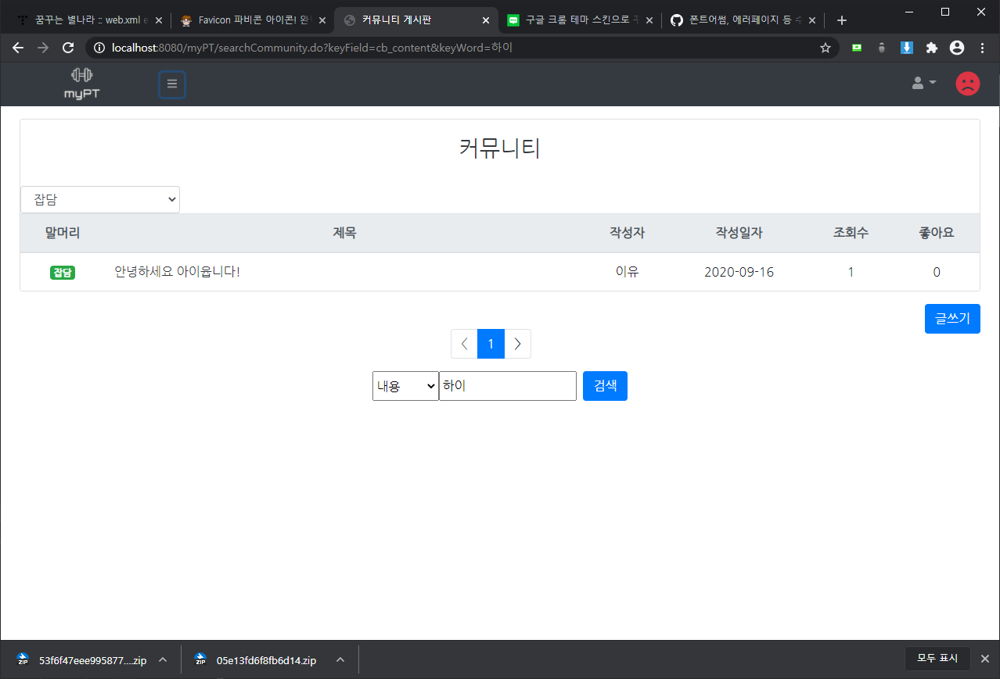 꿈꾸는 별나라 :: web.xml e
Favicon 파비콘 아이콘! 완
커뮤니티 게시판
구글 크롬 테마 스킨으로
폰트어썸, 에러페이지 등
localhost:8080/myPT/searchCommunity.do?keyField=cb_content&keyWord=하이
myPT
커뮤니티
잡담
말머리 제목 작성자 작성일자 조회수 좋아요
잡담 안녕하세요 아이윱니다! 이유 2020-09-16 1 0
글쓰기
1
내용 하이 검색
ZIP 53f6f47eee995877....zip ZIP 05e13fd6f8fb6d14.zip 모두 표시